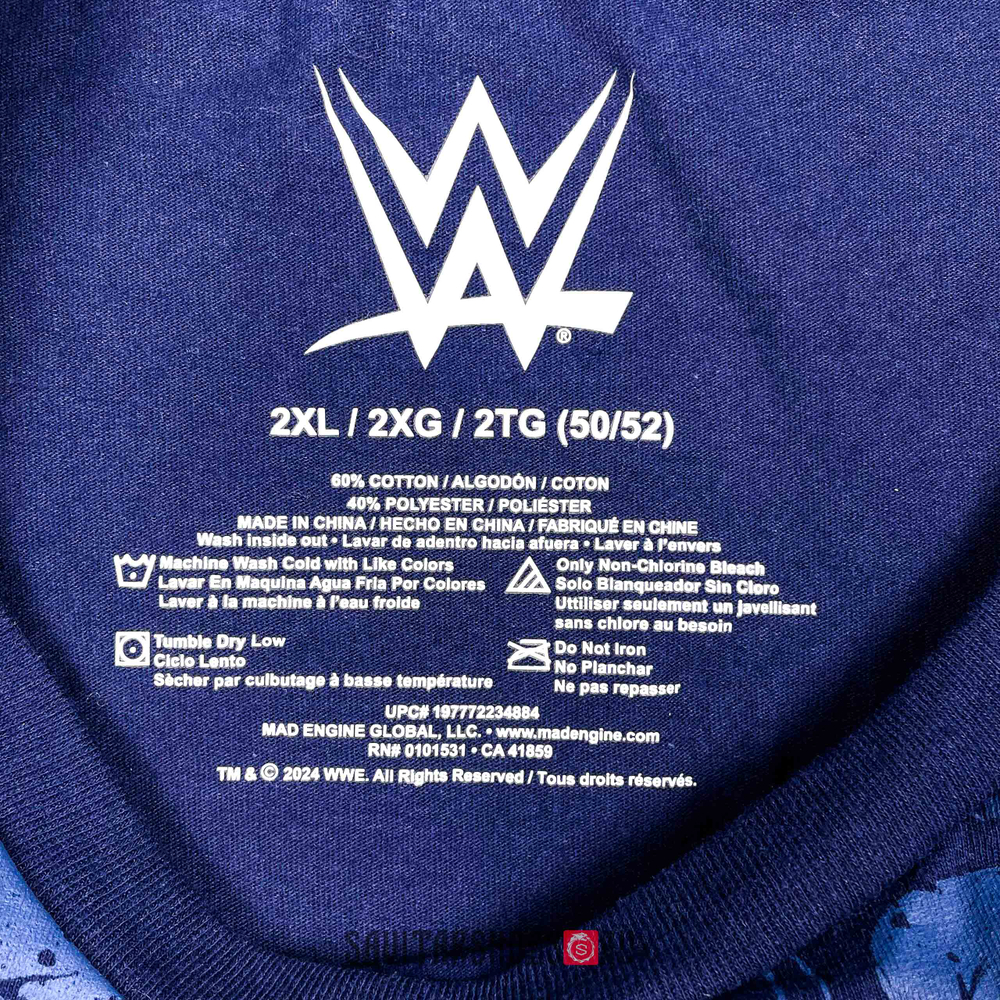 ®
2XL / 2XG / 2TG (50/52)
60% COTTON / ALGODÓN / COTON
40% POLYESTER / POLIÉSTER
MADE IN CHINA / HECHO EN CHINA / FABRIQUÉ EN CHINE
Wash inside out • Lavar de adentro hacia afuera • Laver à l'envers
Machine Wash Cold with Like Colors
Lavar En Maquina Agua Fria Por Colores
Laver à la machine à l'eau froide
Only Non-Chlorine Bleach
Solo Blanqueador Sin Cloro
Uttiliser seulement un javellisant
sans chlore au besoin
Tumble Dry Low
Ciclo Lento
Sècher par culbutage à basse température
Do Not Iron
No Planchar
Ne pas repasser
UPC# 197772234884
MAD ENGINE GLOBAL, LLC. • www.madengine.com
RN# 0101531 • CA 41859
TM & © 2024 WWE. All Rights Reserved / Tous droits réservés.